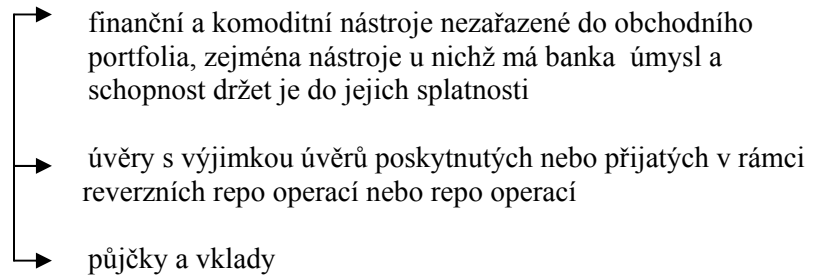 finanční a komoditní nástroje nezařazené do obchodního
portfolia, zejména nástroje u nichž má banka úmysl a
schopnost držet je do jejich splatnosti
úvěry s výjimkou úvěrů poskytnutých nebo přijatých v rámci
reverzních repo operací nebo repo operací
půjčky a vklady